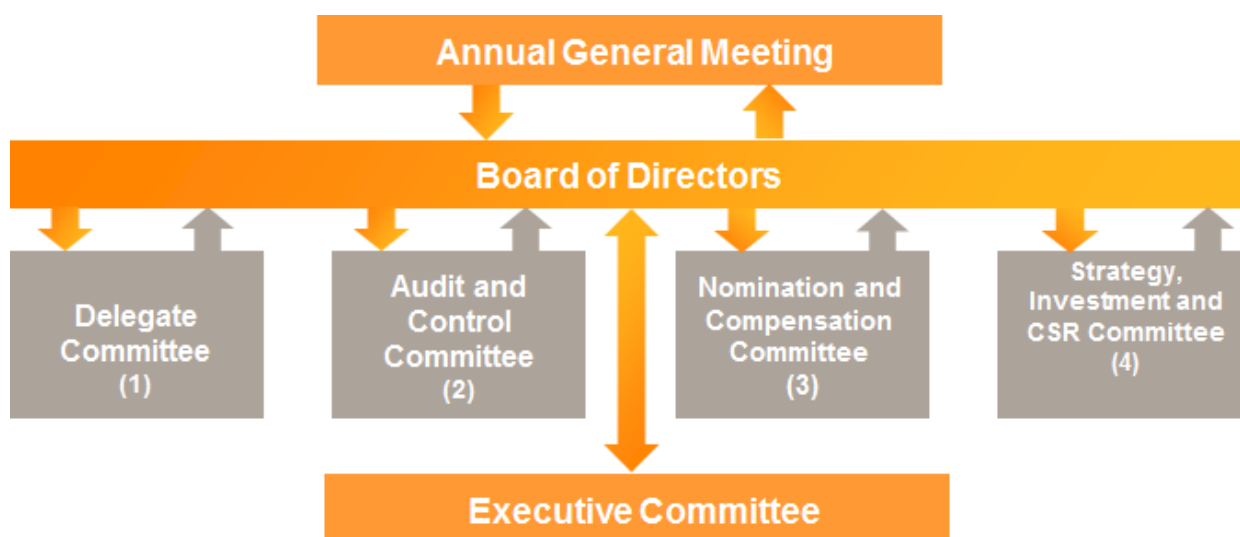 Annual General Meeting
Board of Directors
Delegate
Committee
(1)
Audit and
Control
Committee
(2)
Nomination and
Compensation
Committee
(3)
Strategy,
Investment and
CSR Committee
(4)
Executive Committee